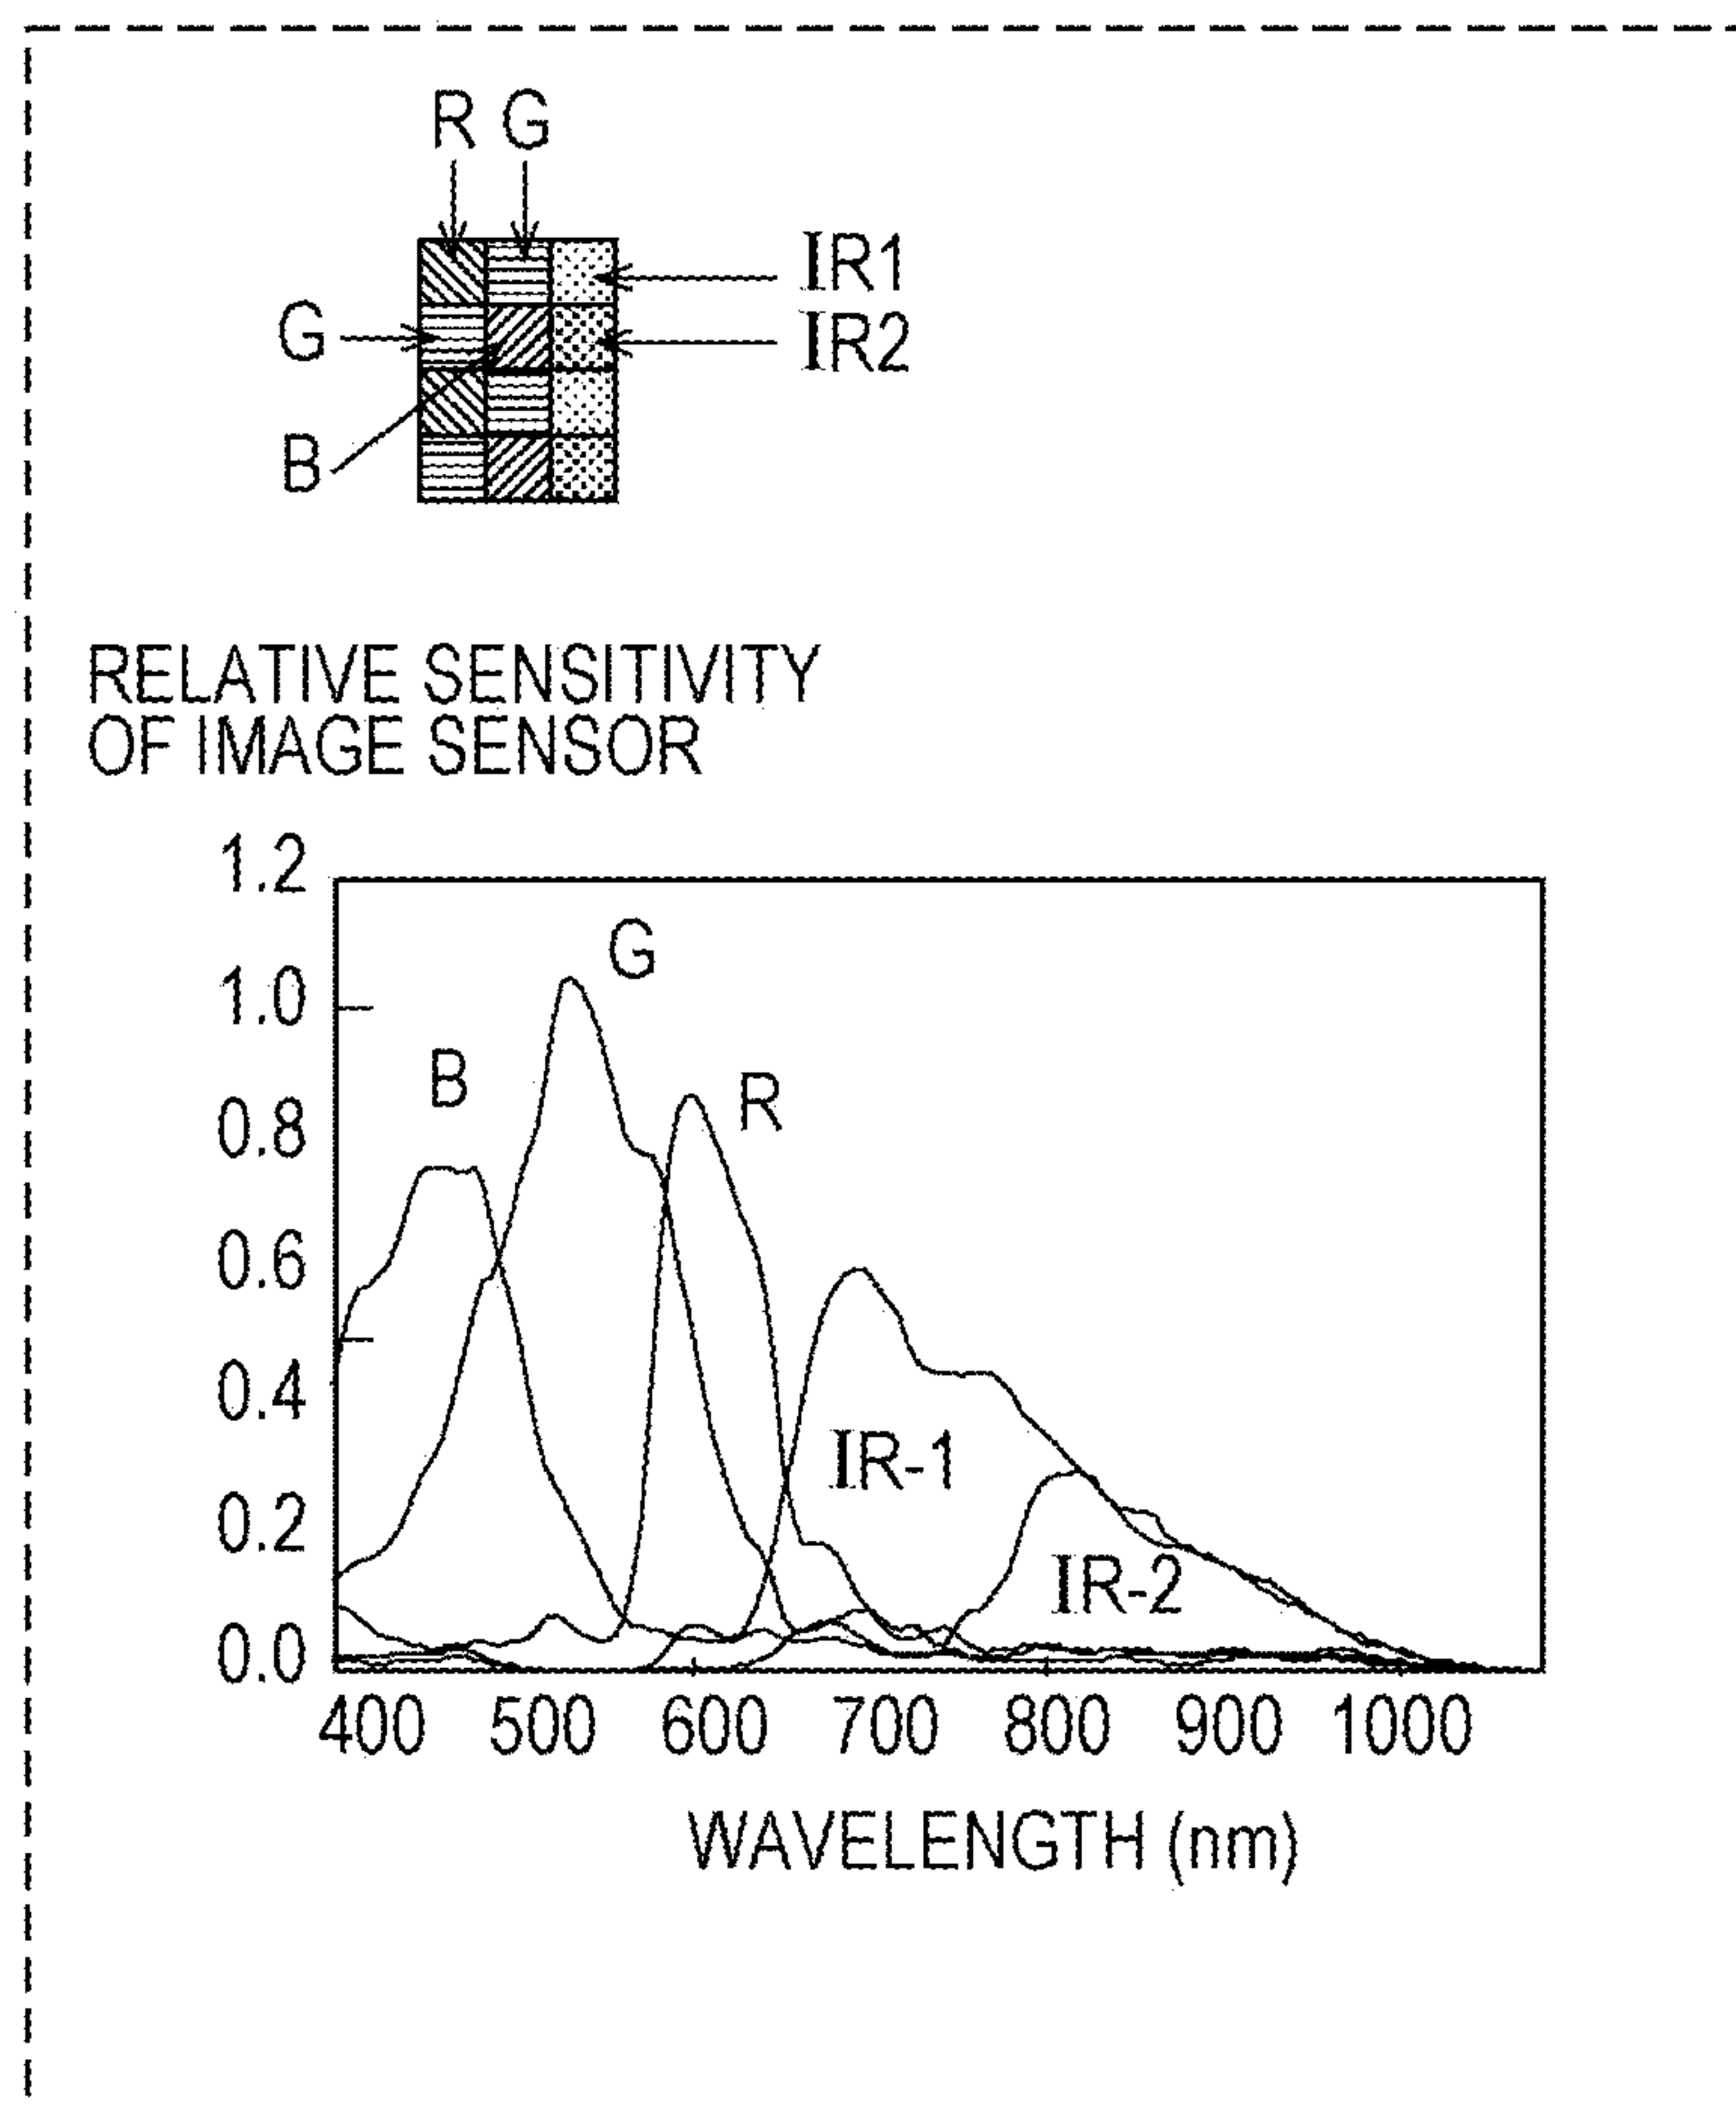 R G
IR1
G
IR2
B
RELATIVE SENSITIVITY
OF IMAGE SENSOR
1.2
G
1.0
B
R
0.8
0.6
0.4
IR-1
0.2
IR-2
0.0
400 500 600 700 800 900 1000
WAVELENGTH (nm)